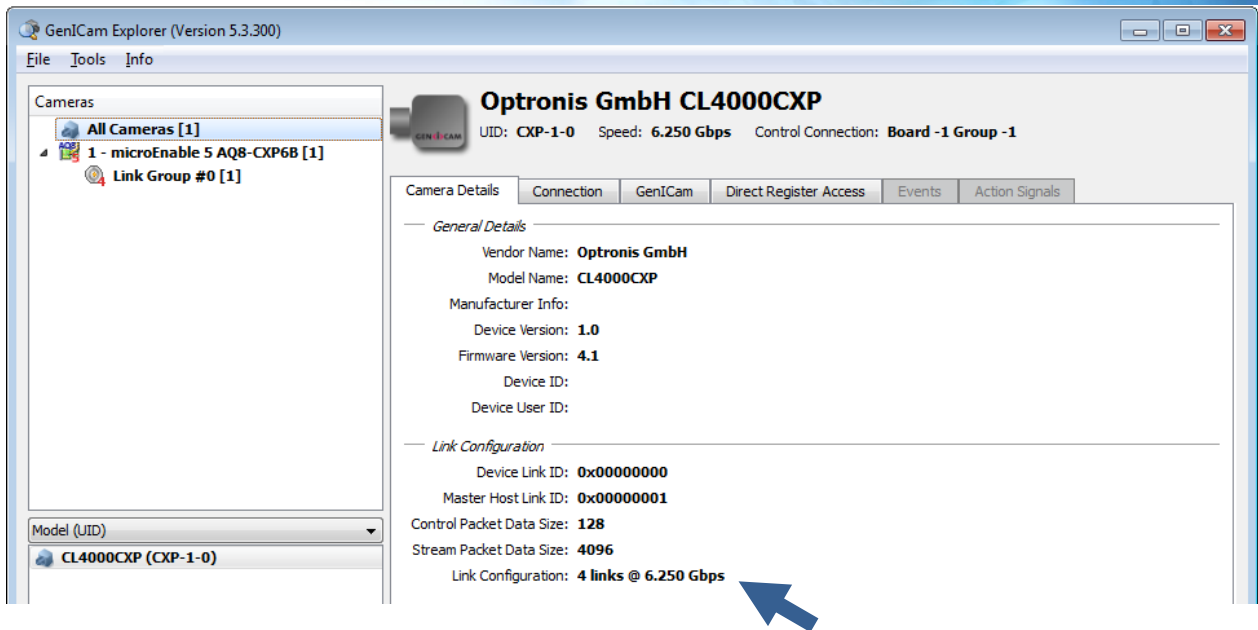 GenICam Explorer (Version 5.3.300)
File Tools Info
Cameras
All Cameras [1]
1 - microEnable 5 AQ8-CXP6B [1]
Link Group #0 [1]
Model (UID)
CL4000CXP (CXP-1-0)
GEN<i>CAM
Optronis GmbH CL4000CXP
UID: CXP-1-0 Speed: 6.250 Gbps Control Connection: Board -1 Group -1
Camera Details Connection GenICam Direct Register Access Events Action Signals
General Details
Vendor Name: Optronis GmbH
Model Name: CL4000CXP
Manufacturer Info:
Device Version: 1.0
Firmware Version: 4.1
Device ID:
Device User ID:
Link Configuration
Device Link ID: 0x00000000
Master Host Link ID: 0x00000001
Control Packet Data Size: 128
Stream Packet Data Size: 4096
Link Configuration: 4 links @ 6.250 Gbps